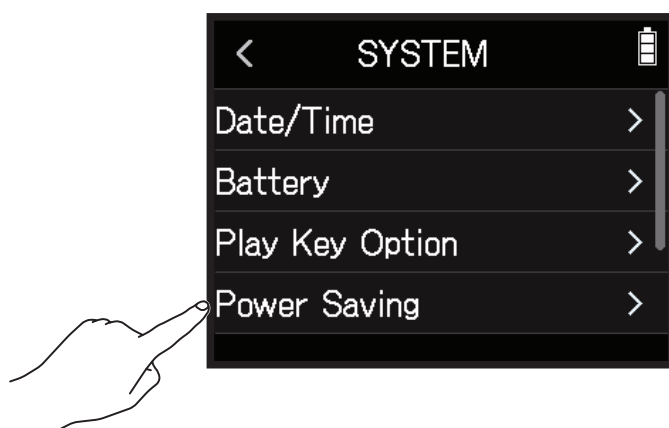 SYSTEM
Date/Time
Battery
Play Key Option
Power Saving